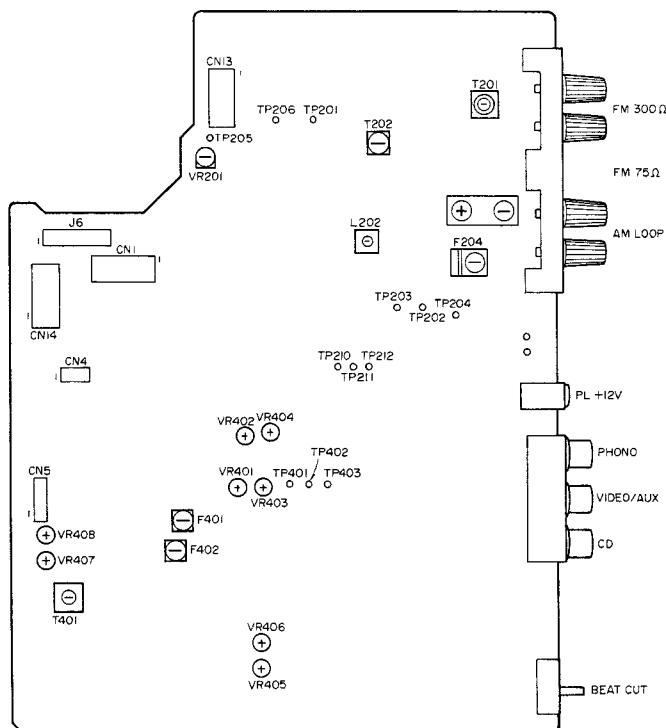 CN13
TP206 TP201
T201
FM 300Ω
TP205
T202
VR201
FM 75Ω
J6
L202
AM LOOP
CN1
F204
CN14
TP203 TP204
TP202
CN4
TP210 TP212
TP211
PL +12V
VR402 VR404
PHONO
TP402
CN5
VR401 TP401 TP403
VR403
VIDEO/AUX
F401
VR408
F402
CD
VR407
T401
VR406
VR405
BEAT CUT